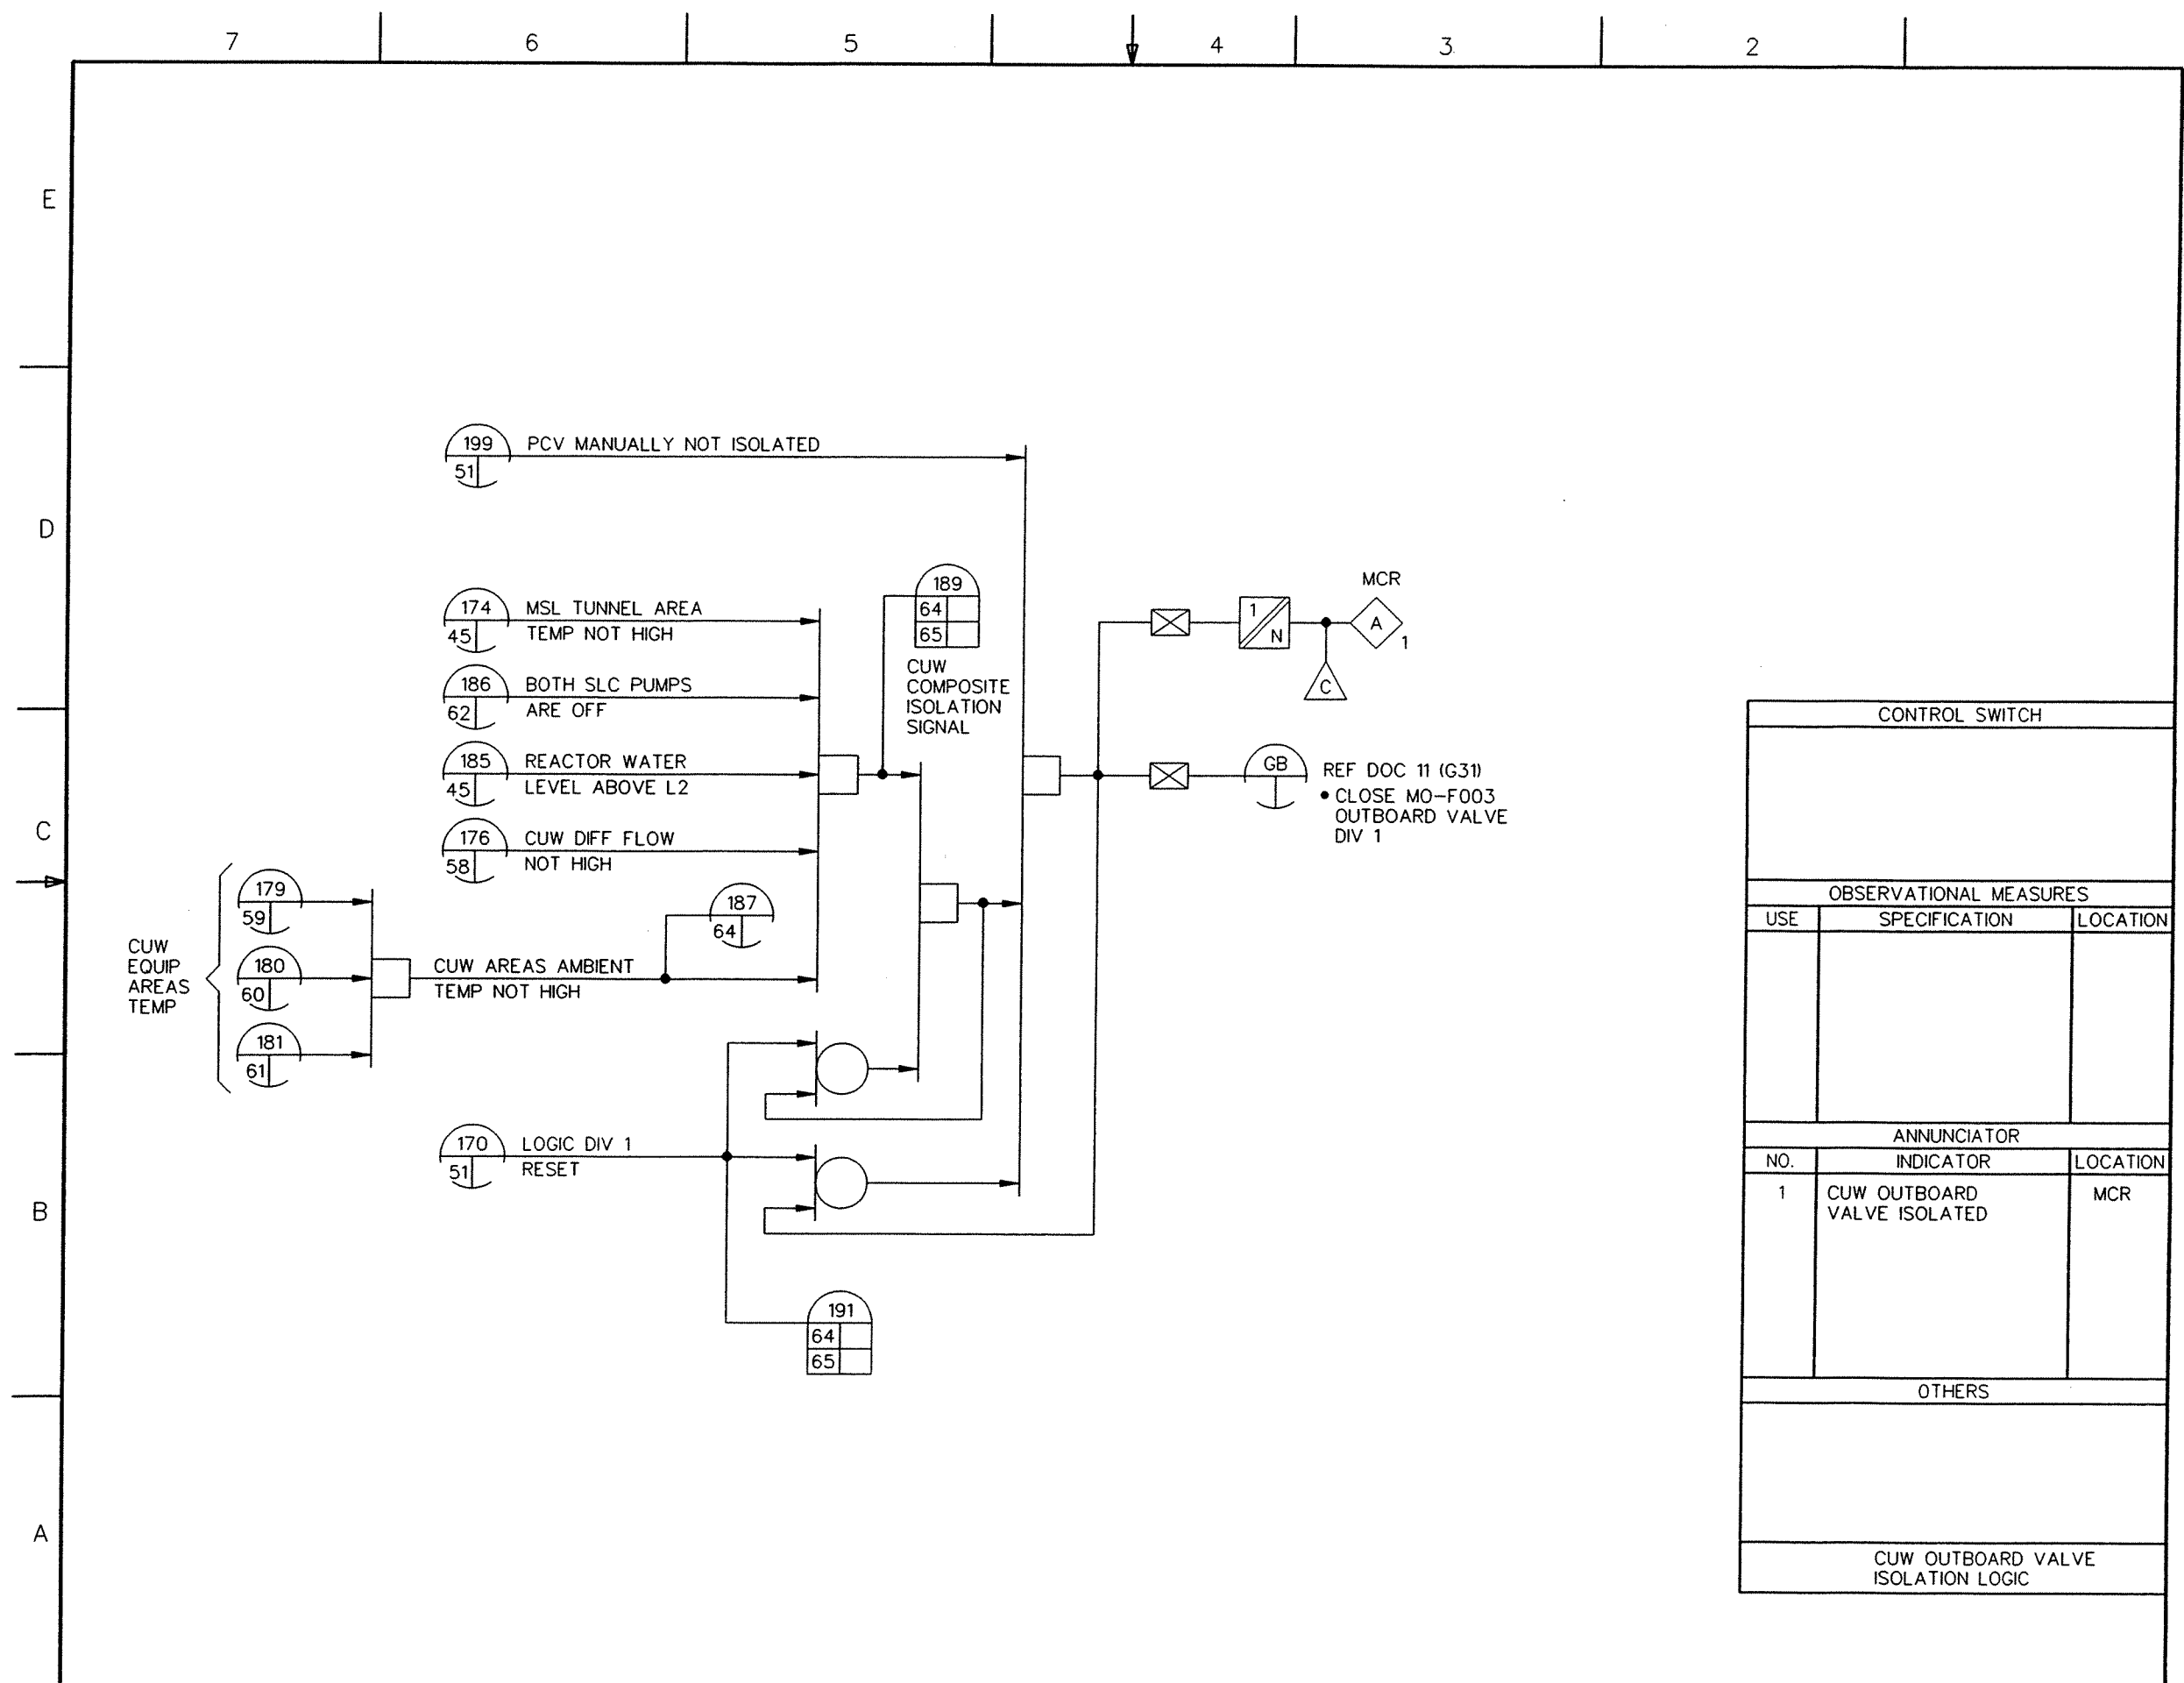 7
6
5
4
3
2
E
D
C
B
A
199
51
PCV MANUALLY NOT ISOLATED
174
45
MSL TUNNEL AREA
TEMP NOT HIGH
186
62
BOTH SLC PUMPS
ARE OFF
185
45
REACTOR WATER
LEVEL ABOVE L2
176
58
CUW DIFF FLOW
NOT HIGH
CUW
EQUIP
AREAS
TEMP
179
59
180
60
181
61
CUW AREAS AMBIENT
TEMP NOT HIGH
187
64
189
64
65
CUW
COMPOSITE
ISOLATION
SIGNAL
170
51
LOGIC DIV 1
RESET
191
64
65
1
N
MCR
A
1
C
GB
REF DOC 11 (G31)
• CLOSE MO-F003
OUTBOARD VALVE
DIV 1
CONTROL SWITCH
OBSERVATIONAL MEASURES
USE SPECIFICATION LOCATION
ANNUNCIATOR
NO. INDICATOR LOCATION
1 CUW OUTBOARD MCR
VALVE ISOLATED
OTHERS
CUW OUTBOARD VALVE
ISOLATION LOGIC